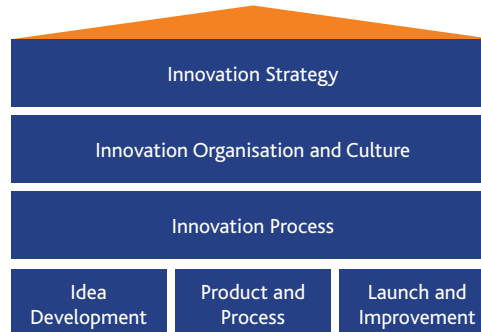 Innovation Strategy
Innovation Organisation and Culture
Innovation Process
Idea
Development
Product and
Process
Launch and
Improvement